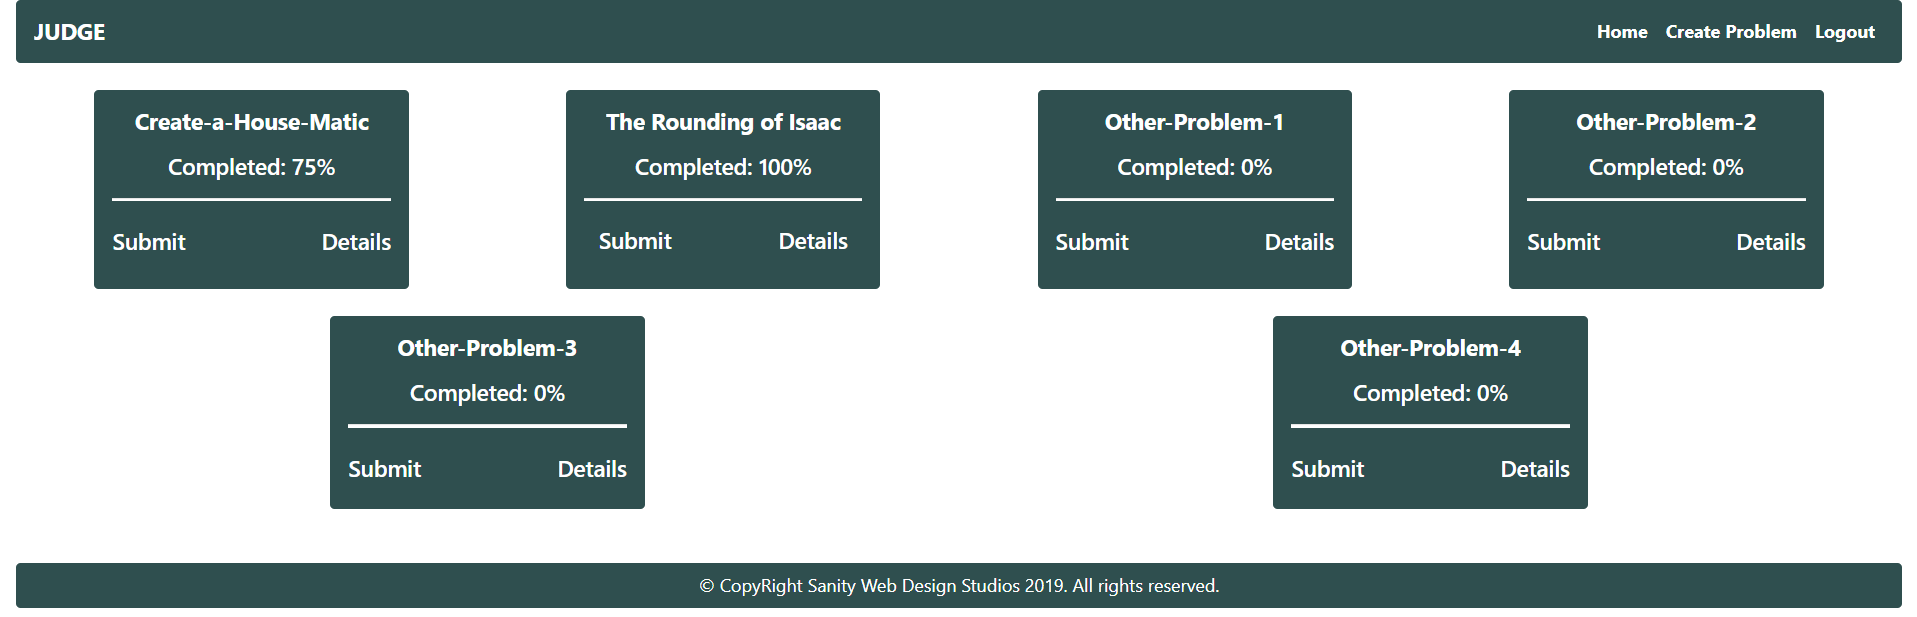 JUDGE
Home Create Problem Logout
Create-a-House-Matic
Completed: 75%
Submit Details
The Rounding of Isaac
Completed: 100%
Submit Details
Other-Problem-1
Completed: 0%
Submit Details
Other-Problem-2
Completed: 0%
Submit Details
Other-Problem-3
Completed: 0%
Submit Details
Other-Problem-4
Completed: 0%
Submit Details
© CopyRight Sanity Web Design Studios 2019. All rights reserved.